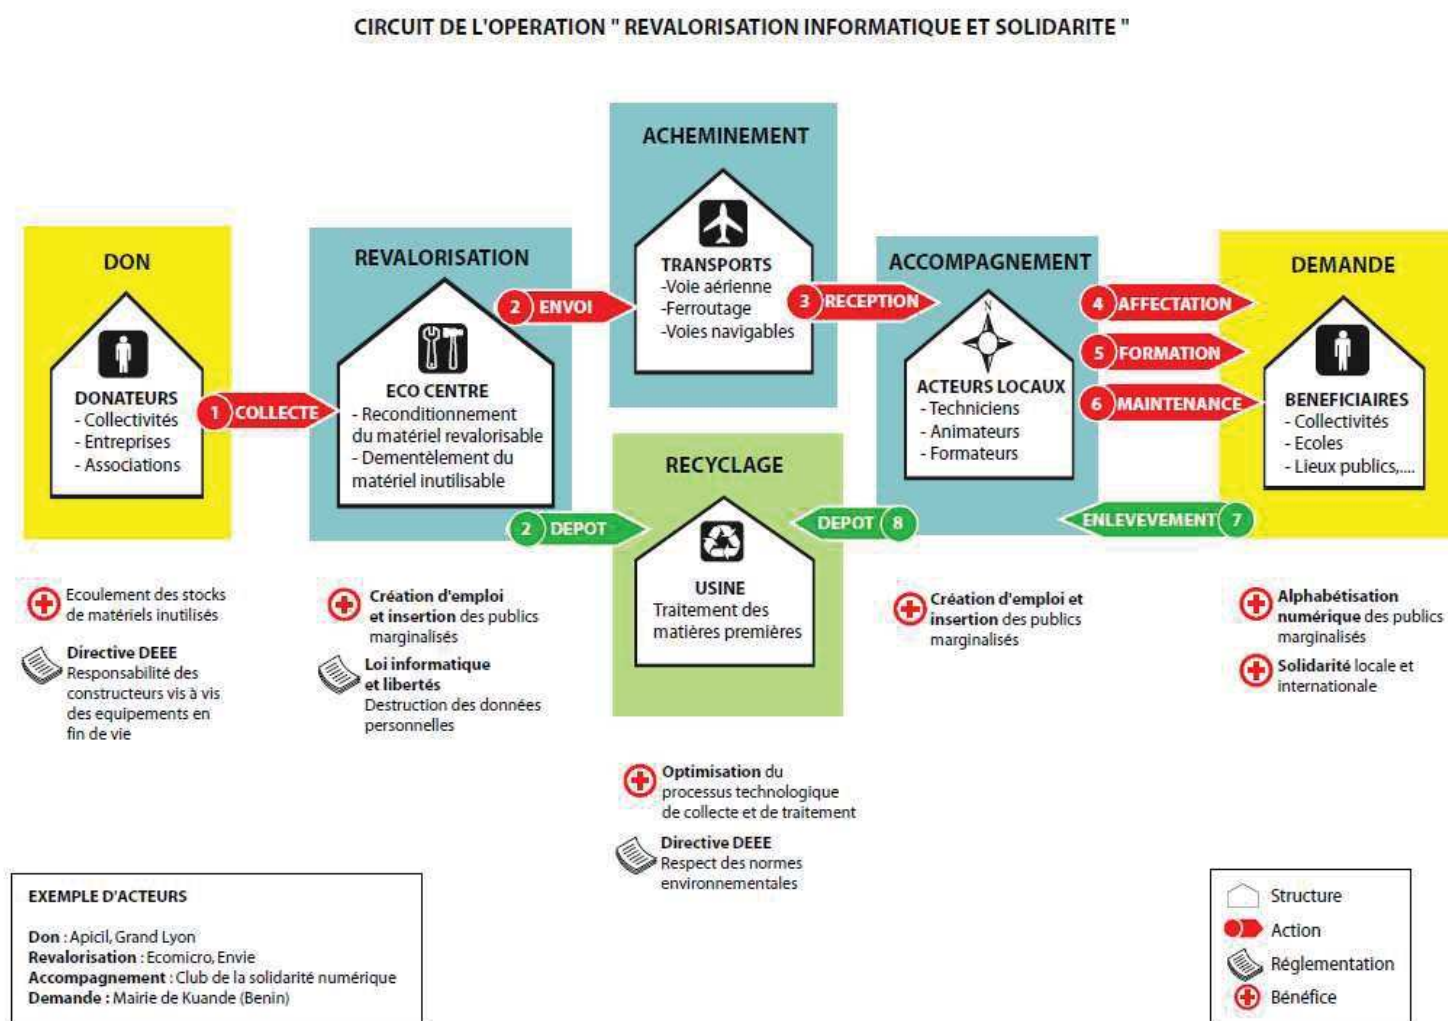 CIRCUIT DE L'OPERATION " REVALORISATION INFORMATIQUE ET SOLIDARITE "
DON
DONATEURS
- Collectivités
- Entreprises
- Associations
1 COLLECTE
REVALORISATION
ECO CENTRE
- Reconditionnement
du matériel revalorisable
- Dementèlement du
matériel inutilisable
2 ENVOI
2 DEPOT
ACHEMINEMENT
TRANSPORTS
-Voie aérienne
-Ferroutage
-Voies navigables
3 RECEPTION
RECYCLAGE
USINE
Traitement des
matières premières
DEPOT 8
ACCOMPAGNEMENT
N
ACTEURS LOCAUX
- Techniciens
- Animateurs
- Formateurs
4 AFFECTATION
5 FORMATION
6 MAINTENANCE
ENLEVEVEMENT 7
DEMANDE
BENEFICIAIRES
- Collectivités
- Ecoles
- Lieux publics,....
Ecoulement des stocks
de matériels inutilisés
Directive DEEE
Responsabilité des
constructeurs vis à vis
des equipements en
fin de vie
Création d'emploi
et insertion des publics
marginalisés
Loi informatique
et libertés
Destruction des données
personnelles
Optimisation du
processus technologique
de collecte et de traitement
Directive DEEE
Respect des normes
environnementales
Création d'emploi et
insertion des publics
marginalisés
Alphabétisation
numérique des publics
marginalisés
Solidarité locale et
internationale
EXEMPLE D'ACTEURS
Don : Apicil, Grand Lyon
Revalorisation : Ecomicro, Envie
Accompagnement : Club de la solidarité numérique
Demande : Mairie de Kuande (Benin)
Structure
Action
Réglementation
Bénéfice